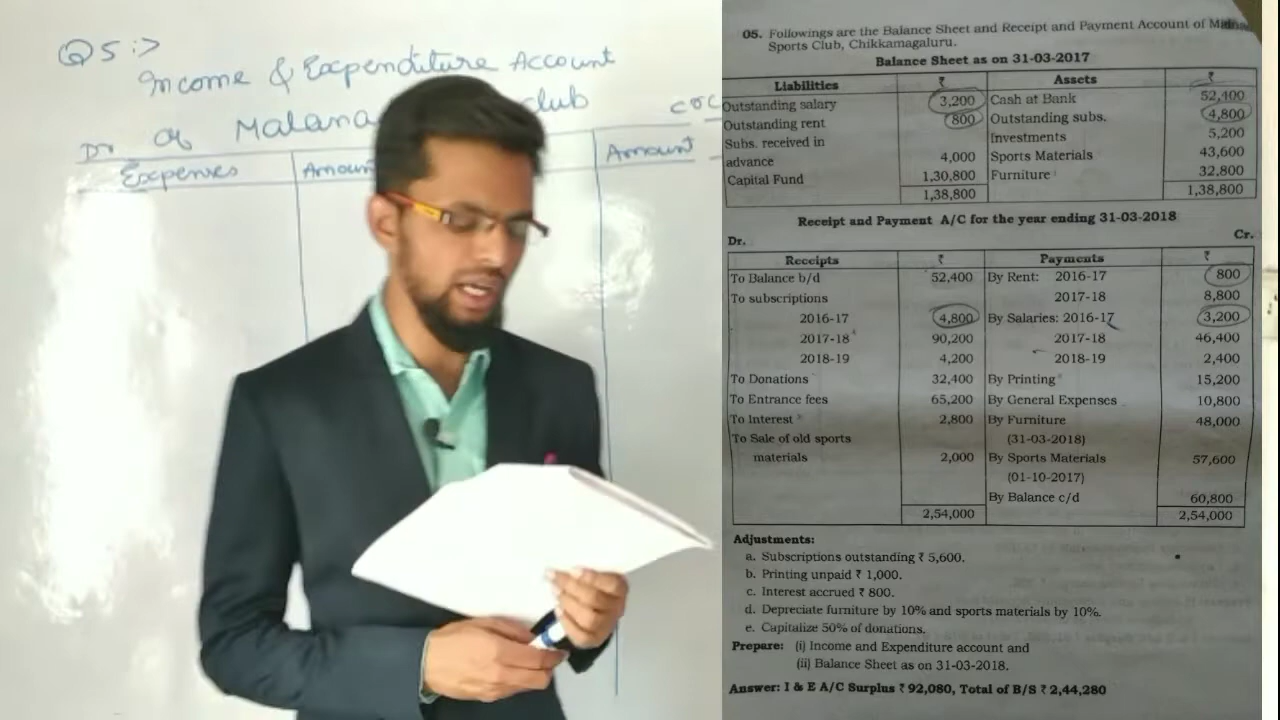 Q5 :>
Income & Expenditure Account
Dr of club
Expenses Amount
05. Followings are the Balance Sheet and Receipt and Payment Account of
Sports Club, Chikkamagaluru.
Balance Sheet as on 31-03-2017
Liabilities ₹ Assets ₹
Outstanding salary 3,200 Cash at Bank 52,400
Outstanding rent 800 Outstanding subs. 4,800
Subs. received in Investments 5,200
advance 4,000 Sports Materials 43,600
Capital Fund 1,30,800 Furniture 32,800
1,38,800 1,38,800
Receipt and Payment A/C for the year ending 31-03-2018
Dr. Cr.
Receipts ₹ Payments ₹
To Balance b/d 52,400 By Rent: 2016-17 800
To subscriptions 2017-18 8,800
2016-17 4,800 By Salaries: 2016-17 3,200
2017-18 90,200 2017-18 46,400
2018-19 4,200 2018-19 2,400
To Donations 32,400 By Printing 15,200
To Entrance fees 65,200 By General Expenses 10,800
To Interest 2,800 By Furniture 48,000
To Sale of old sports (31-03-2018)
materials 2,000 By Sports Materials 57,600
(01-10-2017)
By Balance c/d 60,800
2,54,000 2,54,000
Adjustments:
a. Subscriptions outstanding ₹ 5,600.
b. Printing unpaid ₹ 1,000.
c. Interest accrued ₹ 800.
d. Depreciate furniture by 10% and sports materials by 10%.
e. Capitalize 50% of donations.
Prepare: (i) Income and Expenditure account and
(ii) Balance Sheet as on 31-03-2018.
Answer: I & E A/C Surplus ₹ 92,080, Total of B/S ₹ 2,44,280
Amount